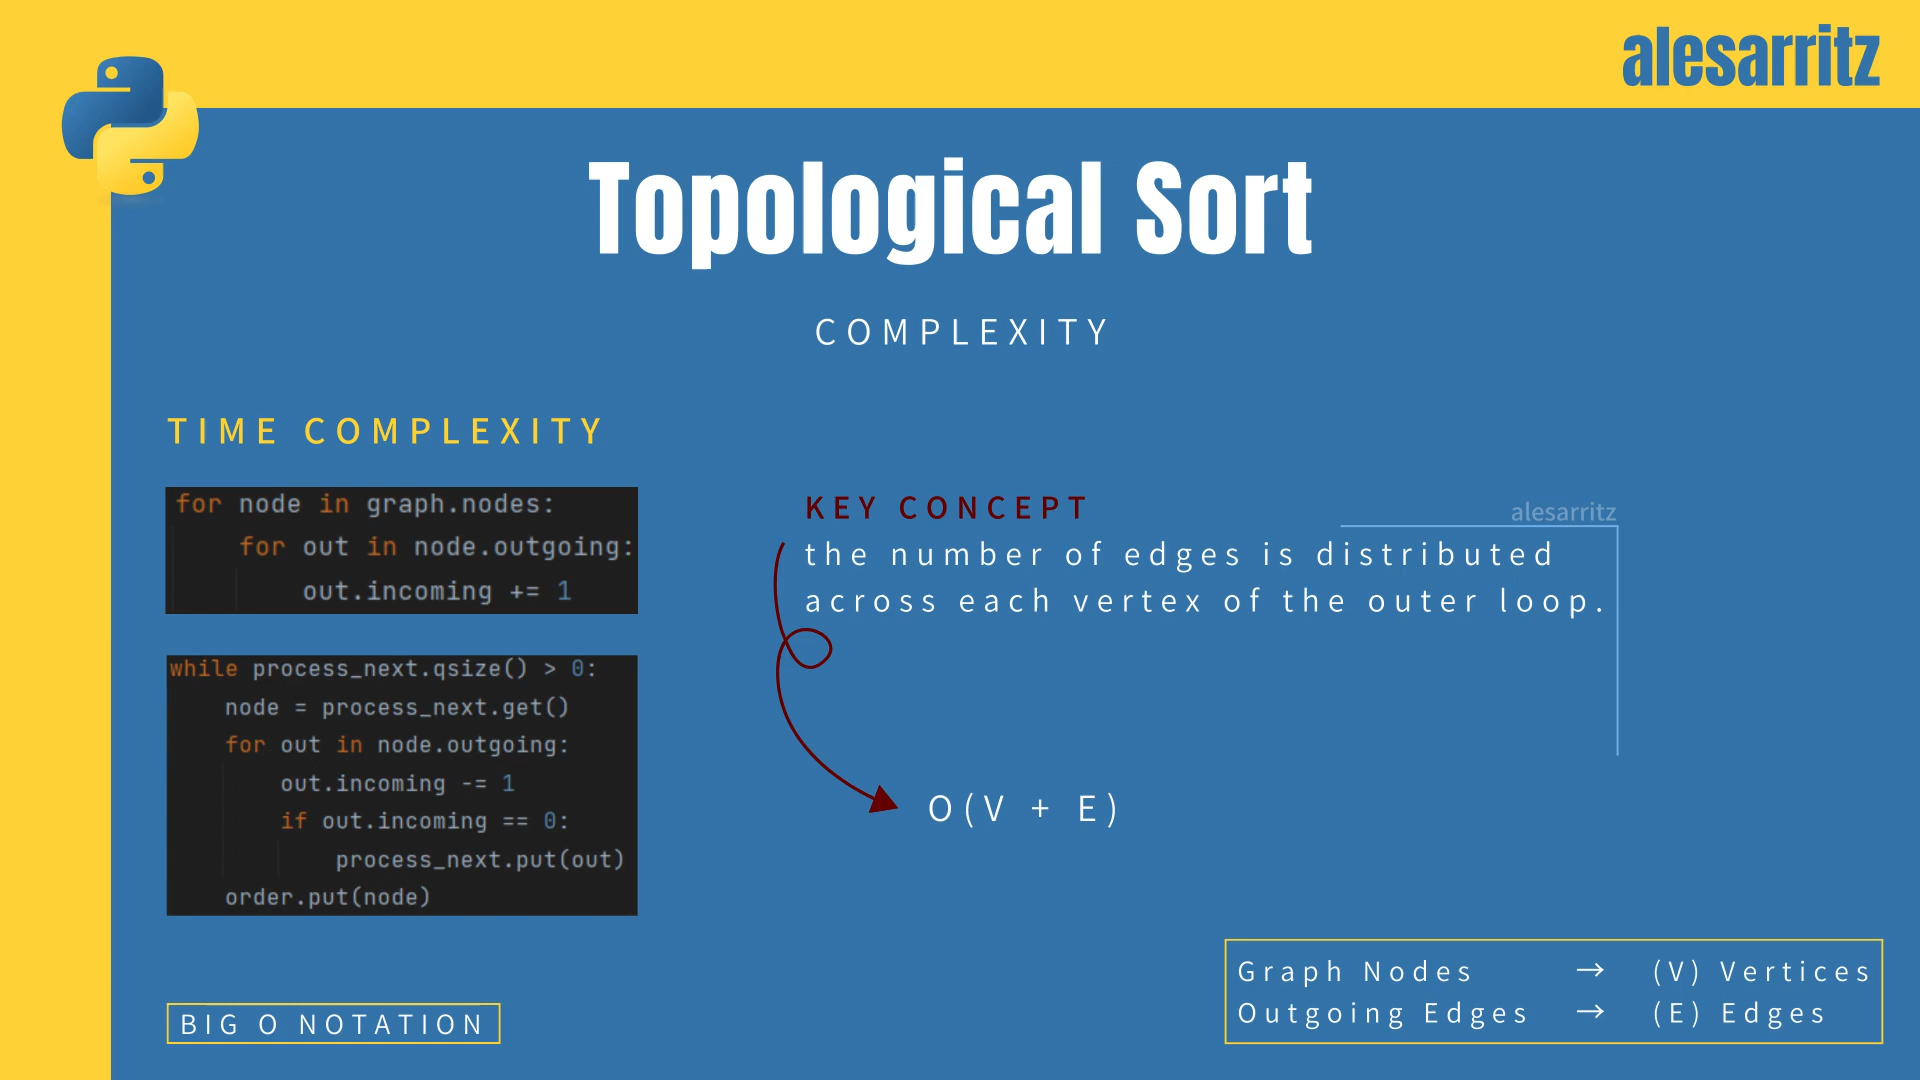 alesarritz
Topological Sort
COMPLEXITY
TIME COMPLEXITY
for node in graph.nodes:
for out in node.outgoing:
out.incoming += 1
while process_next.qsize() > 0:
node = process_next.get()
for out in node.outgoing:
out.incoming -= 1
if out.incoming == 0:
process_next.put(out)
order.put(node)
KEY CONCEPT
alesarritz
the number of edges is distributed
across each vertex of the outer loop.
O(V + E)
Graph Nodes → (V) Vertices
Outgoing Edges → (E) Edges
BIG O NOTATION